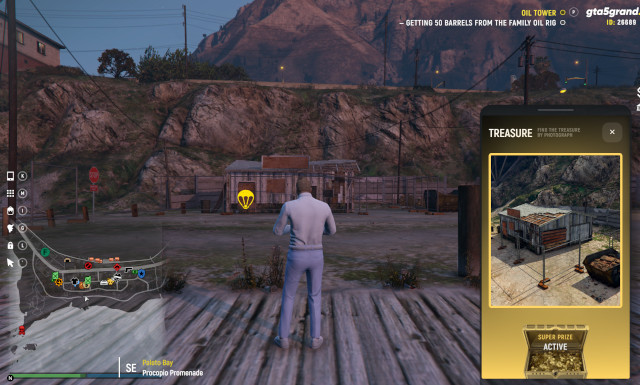 OIL TOWER
gta5grand.
– GETTING 50 BARRELS FROM THE FAMILY OIL RIG
ID: 26689
TREASURE
FIND THE TREASURE
BY PHOTOGRAPH
SUPER PRIZE
ACTIVE
SE
Paleto Bay
Procopio Promenade
K
M
I
L
N